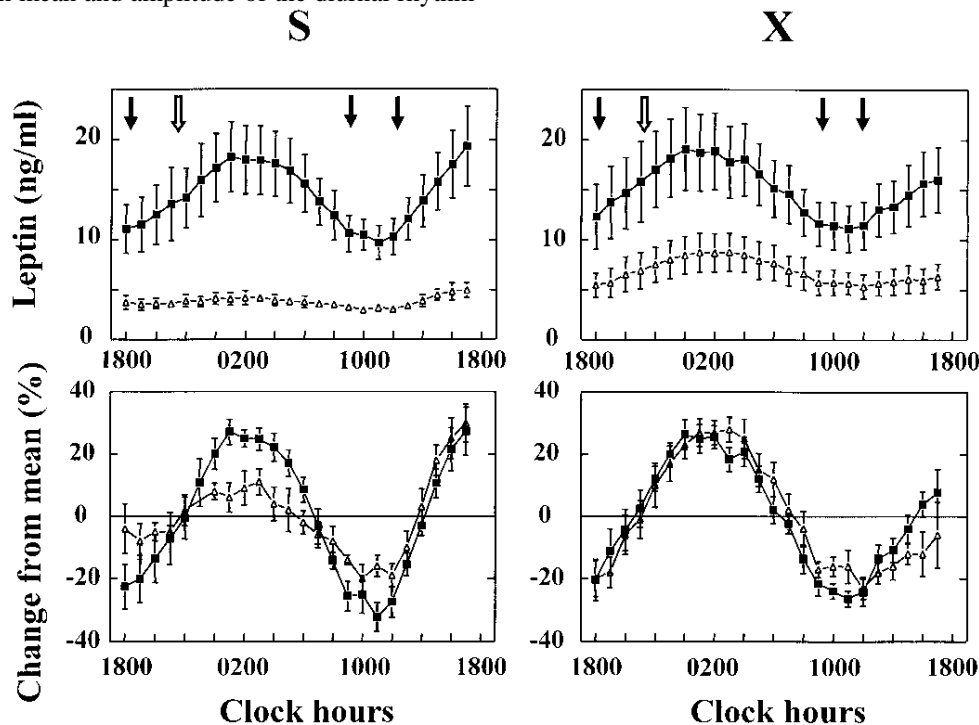 mean and amplitude of the diurnal rhythm
S X
Leptin (ng/ml)
20
10
0
20
10
0
1800 0200 1000 1800
1800 0200 1000 1800
Change from mean (%)
40
20
0
-20
-40
40
20
0
-20
-40
1800 0200 1000 1800
1800 0200 1000 1800
Clock hours Clock hours